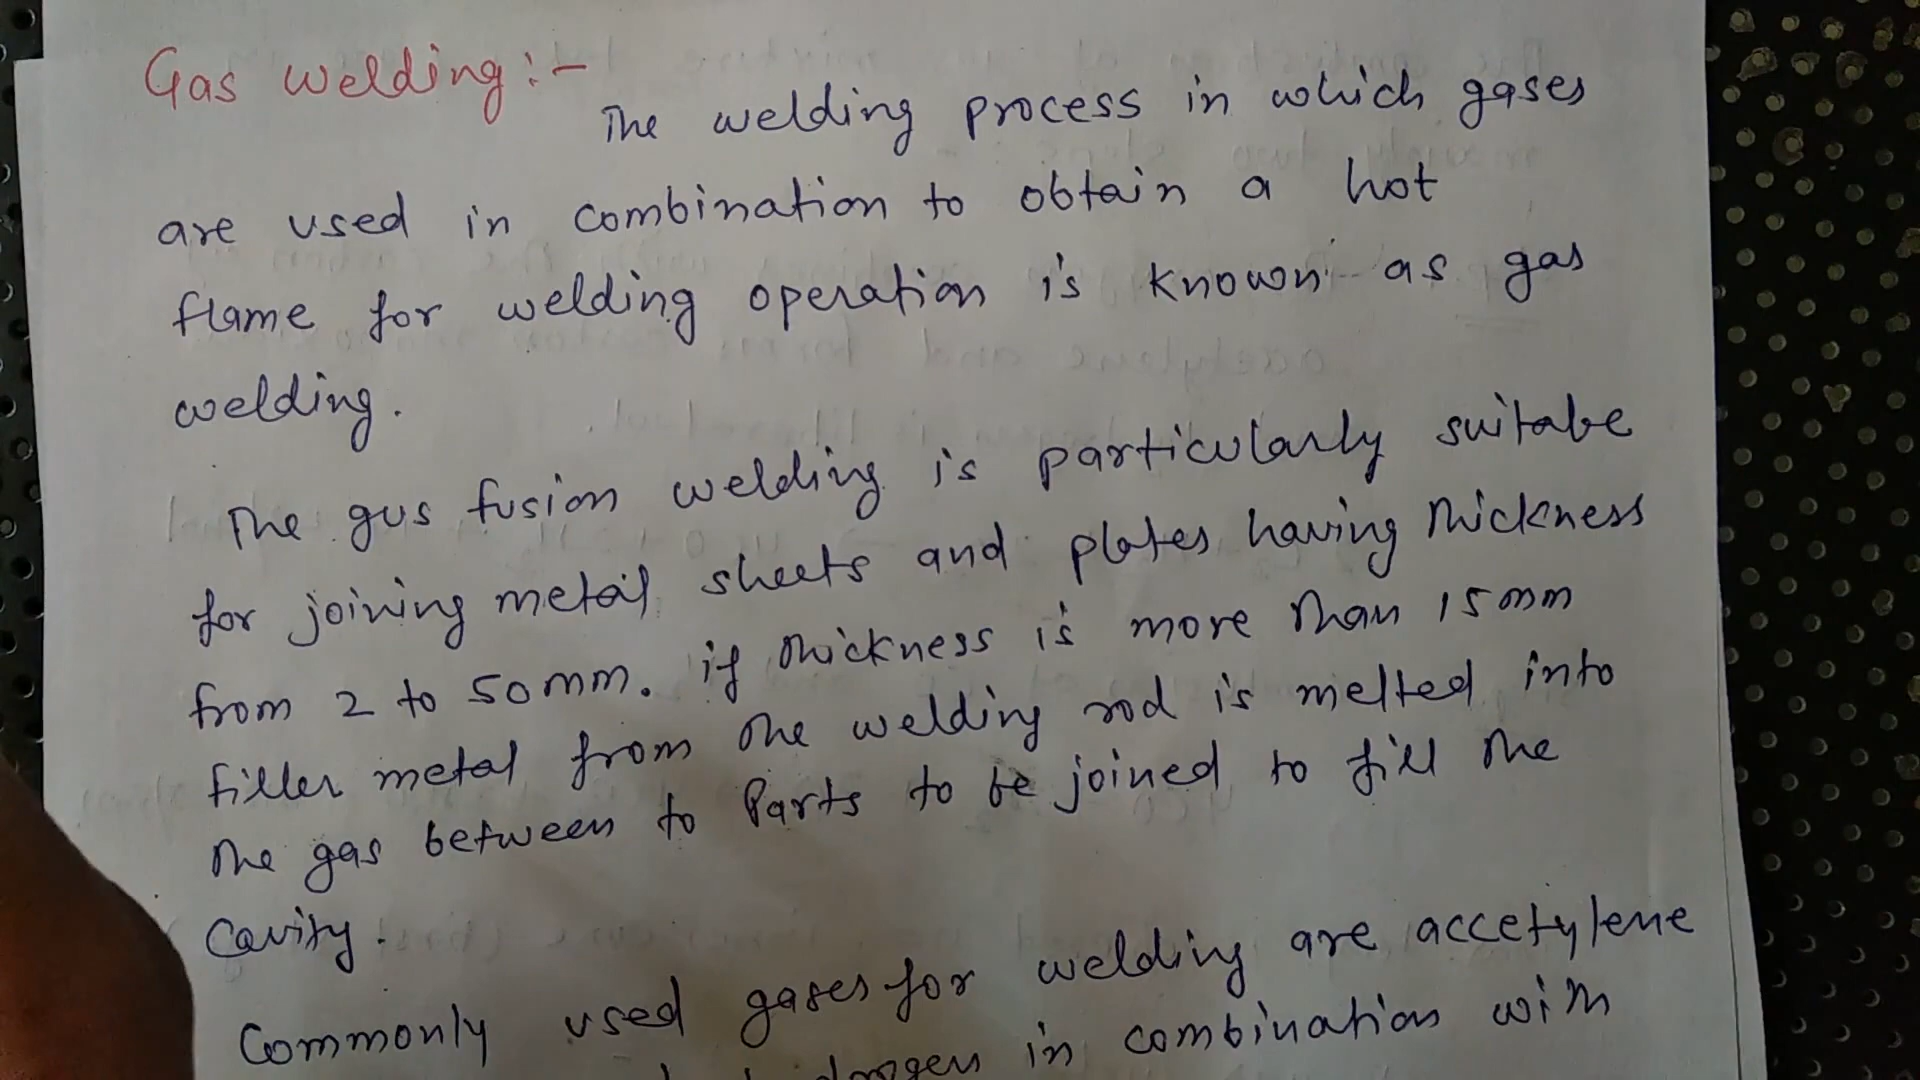 Gas welding:-
The welding process in which gases
are used in combination to obtain a hot
flame for welding operation is known as gas
welding.
The gus fusion welding is particularly suitabe
for joining metal sheets and plates having thickness
from 2 to 50mm. if thickness is more than 15mm
filler metal from the welding rod is melted into
the gas between to Parts to be joined to fill the
Cavity.
Commonly used gases for welding are accetylene
in combination with